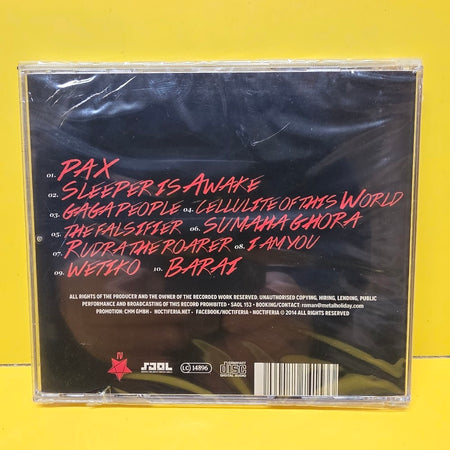 01. PAX
02. SLEEPER IS AWAKE
03. GAGA PEOPLE 04. CELLULITE OF THIS WORLD
05. THE FALSIFIER 06. SUMAHA GHORA
07. RUDRA THE ROARER 08. I AM YOU
09. WETIKO 10. BARAI
ALL RIGHTS OF THE PRODUCER AND THE OWNER OF THE RECORDED WORK RESERVED. UNAUTHORISED COPYING, HIRING, LENDING, PUBLIC
PERFORMANCE AND BROADCASTING OF THIS RECORD PROHIBITED • SAOL 153 • BOOKING/CONTACT: roman@metalholiday.com
PROMOTION: CMM GMBH • NOCTIFERIA.NET • FACEBOOK/NOCTIFERIA • NOCTIFERIA © 2014 ALL RIGHTS RESERVED
SAOL LC 14896 COMPACT disc DIGITAL AUDIO